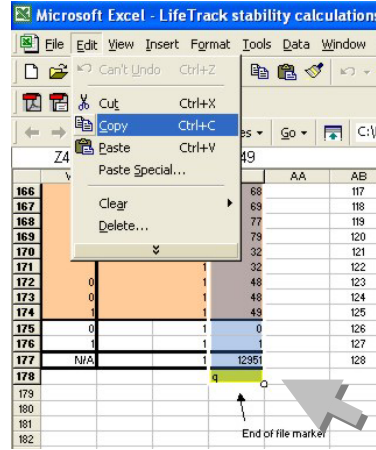 Microsoft Excel - LifeTrack stability calculations
File Edit View Insert Format Tools Data Window
Can't Undo Ctrl+Z
Cut Ctrl+X
Copy Ctrl+C
Paste Ctrl+V
Paste Special...
Clear
Delete...
es Go C:\
Z4 49
AA AB
166 68 117
167 69 118
168 77 119
169 79 120
170 32 121
171 1 32 122
172 0 1 48 123
173 0 1 48 124
174 1 1 49 125
175 0 1 0 126
176 1 1 1 127
177 N/A 1 12951 128
178 q
179
180
181
182
End of file marker